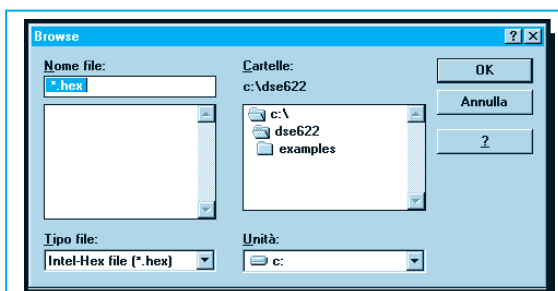 Browse
? x
Nome file:
*.hex
Cartelle:
c:\dse622
c:\
dse622
examples
OK
Annulla
?
Tipo file:
Intel-Hex file (*.hex)
Unità:
c: